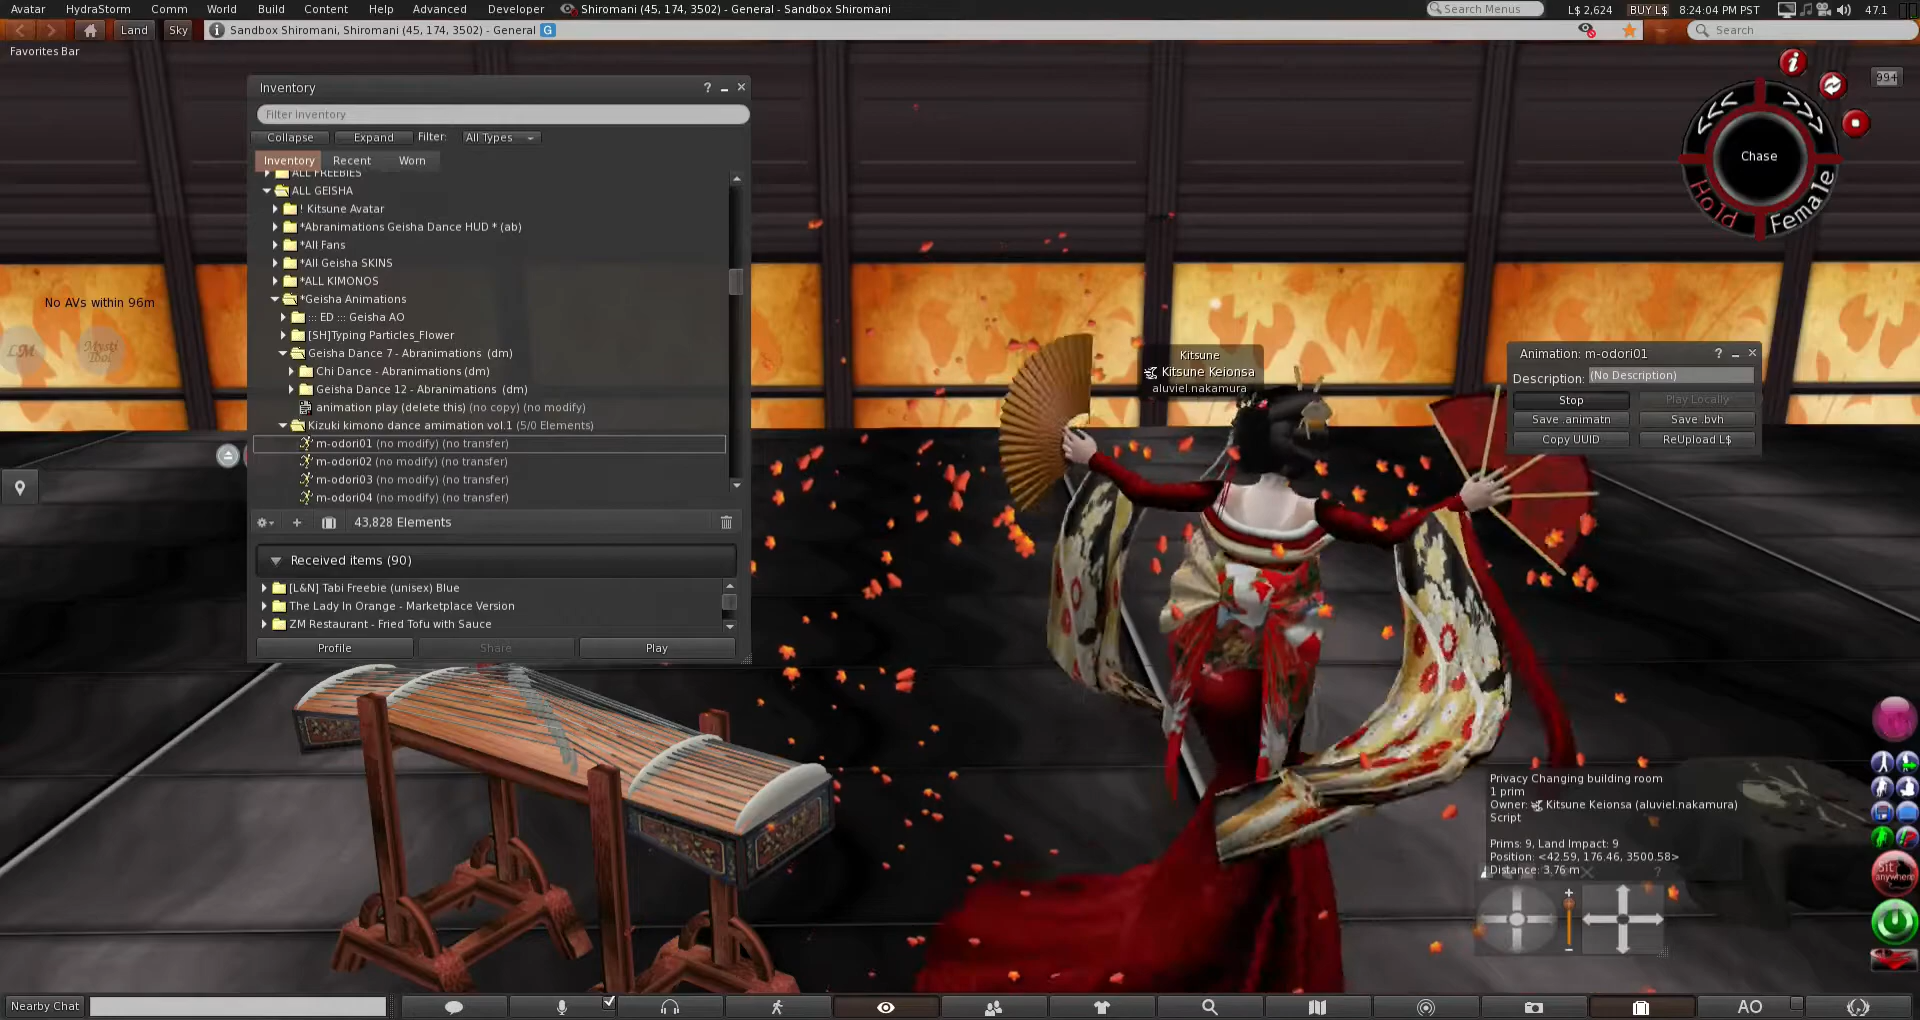 Avatar HydraStorm Comm World Build Content Help Advanced Developer Shiromani (45, 174, 3502) - General - Sandbox Shiromani Search Menus L$ 2,624 BUY L$ 8:24:04 PM PST 47.1
Land Sky Sandbox Shiromani, Shiromani (45, 174, 3502) - General G Search
Favorites Bar
99+
Chase
Hold
Female
No AVs within 96m
LM
Inventory ?
Filter Inventory
Collapse Expand Filter: All Types
Inventory Recent Worn
ALL FREEBIES
ALL GEISHA
! Kitsune Avatar
*Abranimations Geisha Dance HUD * (ab)
*All Fans
*All Geisha SKINS
*ALL KIMONOS
*Geisha Animations
::: ED ::: Geisha AO
[SH]Typing Particles_Flower
Geisha Dance 7 - Abranimations (dm)
Chi Dance - Abranimations (dm)
Geisha Dance 12 - Abranimations (dm)
animation play (delete this) (no copy) (no modify)
Kizuki kimono dance amimation vol.1 (5/0 Elements)
m-odori01 (no modify) (no transfer)
m-odori02 (no modify) (no transfer)
m-odori03 (no modify) (no transfer)
m-odori04 (no modify) (no transfer)
43,828 Elements
Received items (90)
[L&N] Tabi Freebie (unisex) Blue
The Lady In Orange - Marketplace Version
ZM Restaurant - Fried Tofu with Sauce
Profile Share Play
Kitsune
Kitsune Keionsa
aluviel.nakamura
Animation: m-odori01 ?
Description: (No Description)
Stop Play Locally
Save .animatn Save .bvh
Copy UUID ReUpload L$
Privacy Changing building room
1 prim
Owner: Kitsune Keionsa (aluviel.nakamura)
Script
Prims: 9, Land Impact: 9
Position: <42.59, 176.46, 3500.58>
Distance: 3.76 m
Sit anywhere
Nearby Chat AO